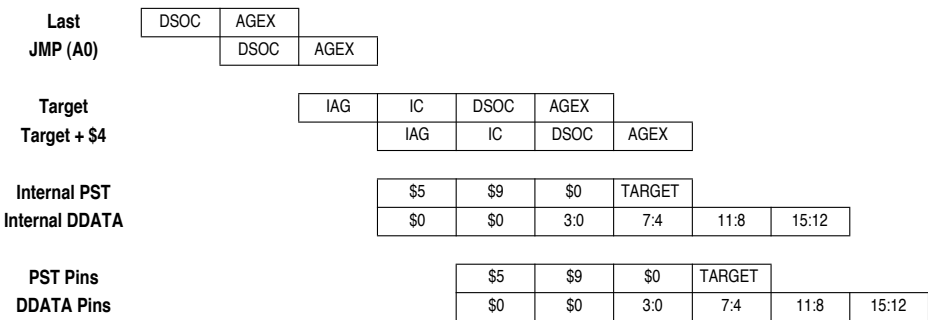 Last DSOC AGEX
JMP (A0) DSOC AGEX
Target IAG IC DSOC AGEX
Target + $4 IAG IC DSOC AGEX
Internal PST $5 $9 $0 TARGET
Internal DDATA $0 $0 3:0 7:4 11:8 15:12
PST Pins $5 $9 $0 TARGET
DDATA Pins $0 $0 3:0 7:4 11:8 15:12